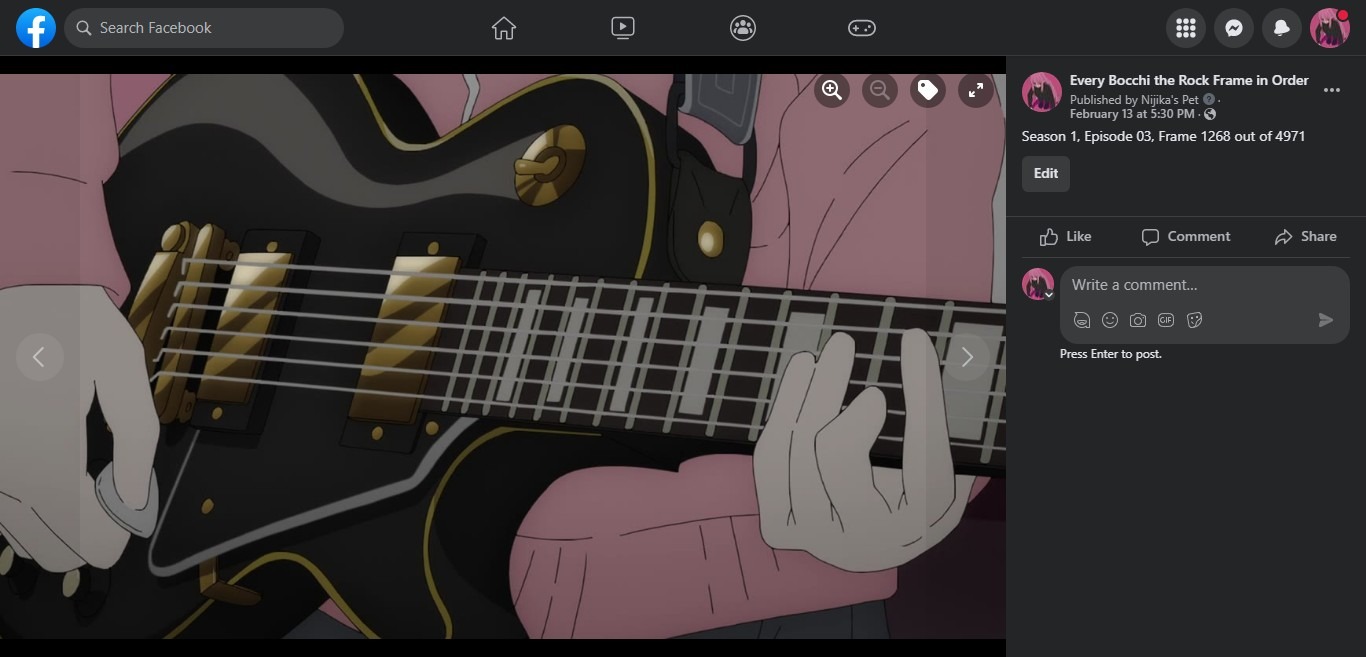 Search Facebook
Every Bocchi the Rock Frame in Order
Published by Nijika's Pet ? ·
February 13 at 5:30 PM ·
Season 1, Episode 03, Frame 1268 out of 4971
Edit
Like Comment Share
Write a comment...
GIF
Press Enter to post.